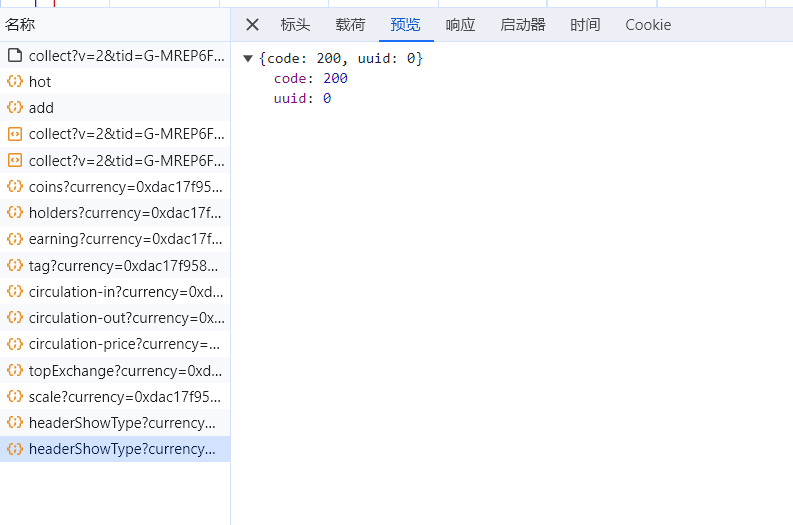 名称
collect?v=2&tid=G-MREP6F...
hot
add
collect?v=2&tid=G-MREP6F...
collect?v=2&tid=G-MREP6F...
coins?currency=0xdac17f95...
holders?currency=0xdac17f...
earning?currency=0xdac17f...
tag?currency=0xdac17f958...
circulation-in?currency=0xd...
circulation-out?currency=0x...
circulation-price?currency=...
topExchange?currency=0xd...
scale?currency=0xdac17f95...
headerShowType?currency...
headerShowType?currency...
标头 载荷 预览 响应 启动器 时间 Cookie
{code: 200, uuid: 0}
code: 200
uuid: 0